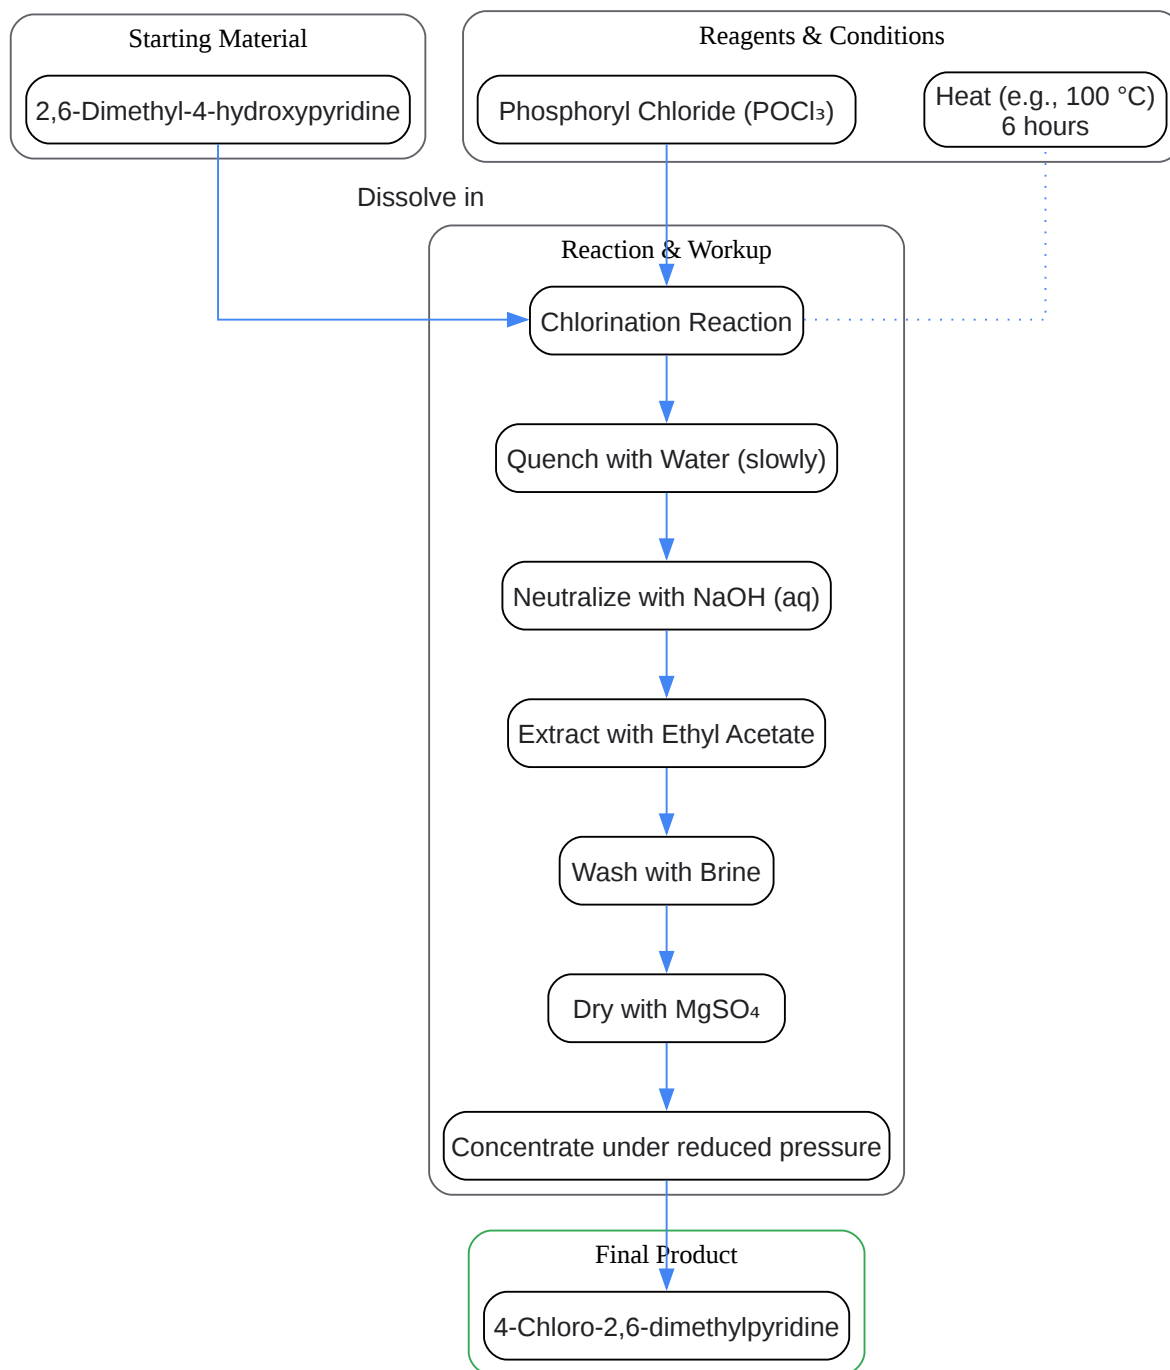 Starting Material
2,6-Dimethyl-4-hydroxypyridine
Reagents & Conditions
Phosphoryl Chloride (POCl₃)
Heat (e.g., 100 °C)
6 hours
Dissolve in
Reaction & Workup
Chlorination Reaction
Quench with Water (slowly)
Neutralize with NaOH (aq)
Extract with Ethyl Acetate
Wash with Brine
Dry with MgSO₄
Concentrate under reduced pressure
Final Product
4-Chloro-2,6-dimethylpyridine